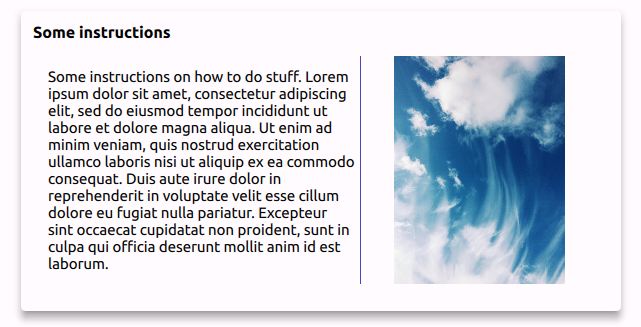 Some instructions
Some instructions on how to do stuff. Lorem
ipsum dolor sit amet, consectetur adipiscing
elit, sed do eiusmod tempor incididunt ut
labore et dolore magna aliqua. Ut enim ad
minim veniam, quis nostrud exercitation
ullamco laboris nisi ut aliquip ex ea commodo
consequat. Duis aute irure dolor in
reprehenderit in voluptate velit esse cillum
dolore eu fugiat nulla pariatur. Excepteur
sint occaecat cupidatat non proident, sunt in
culpa qui officia deserunt mollit anim id est
laborum.